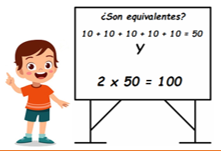 ¿Son equivalentes?
10 + 10 + 10 + 10 + 10 = 50
Y
2 x 50 = 100